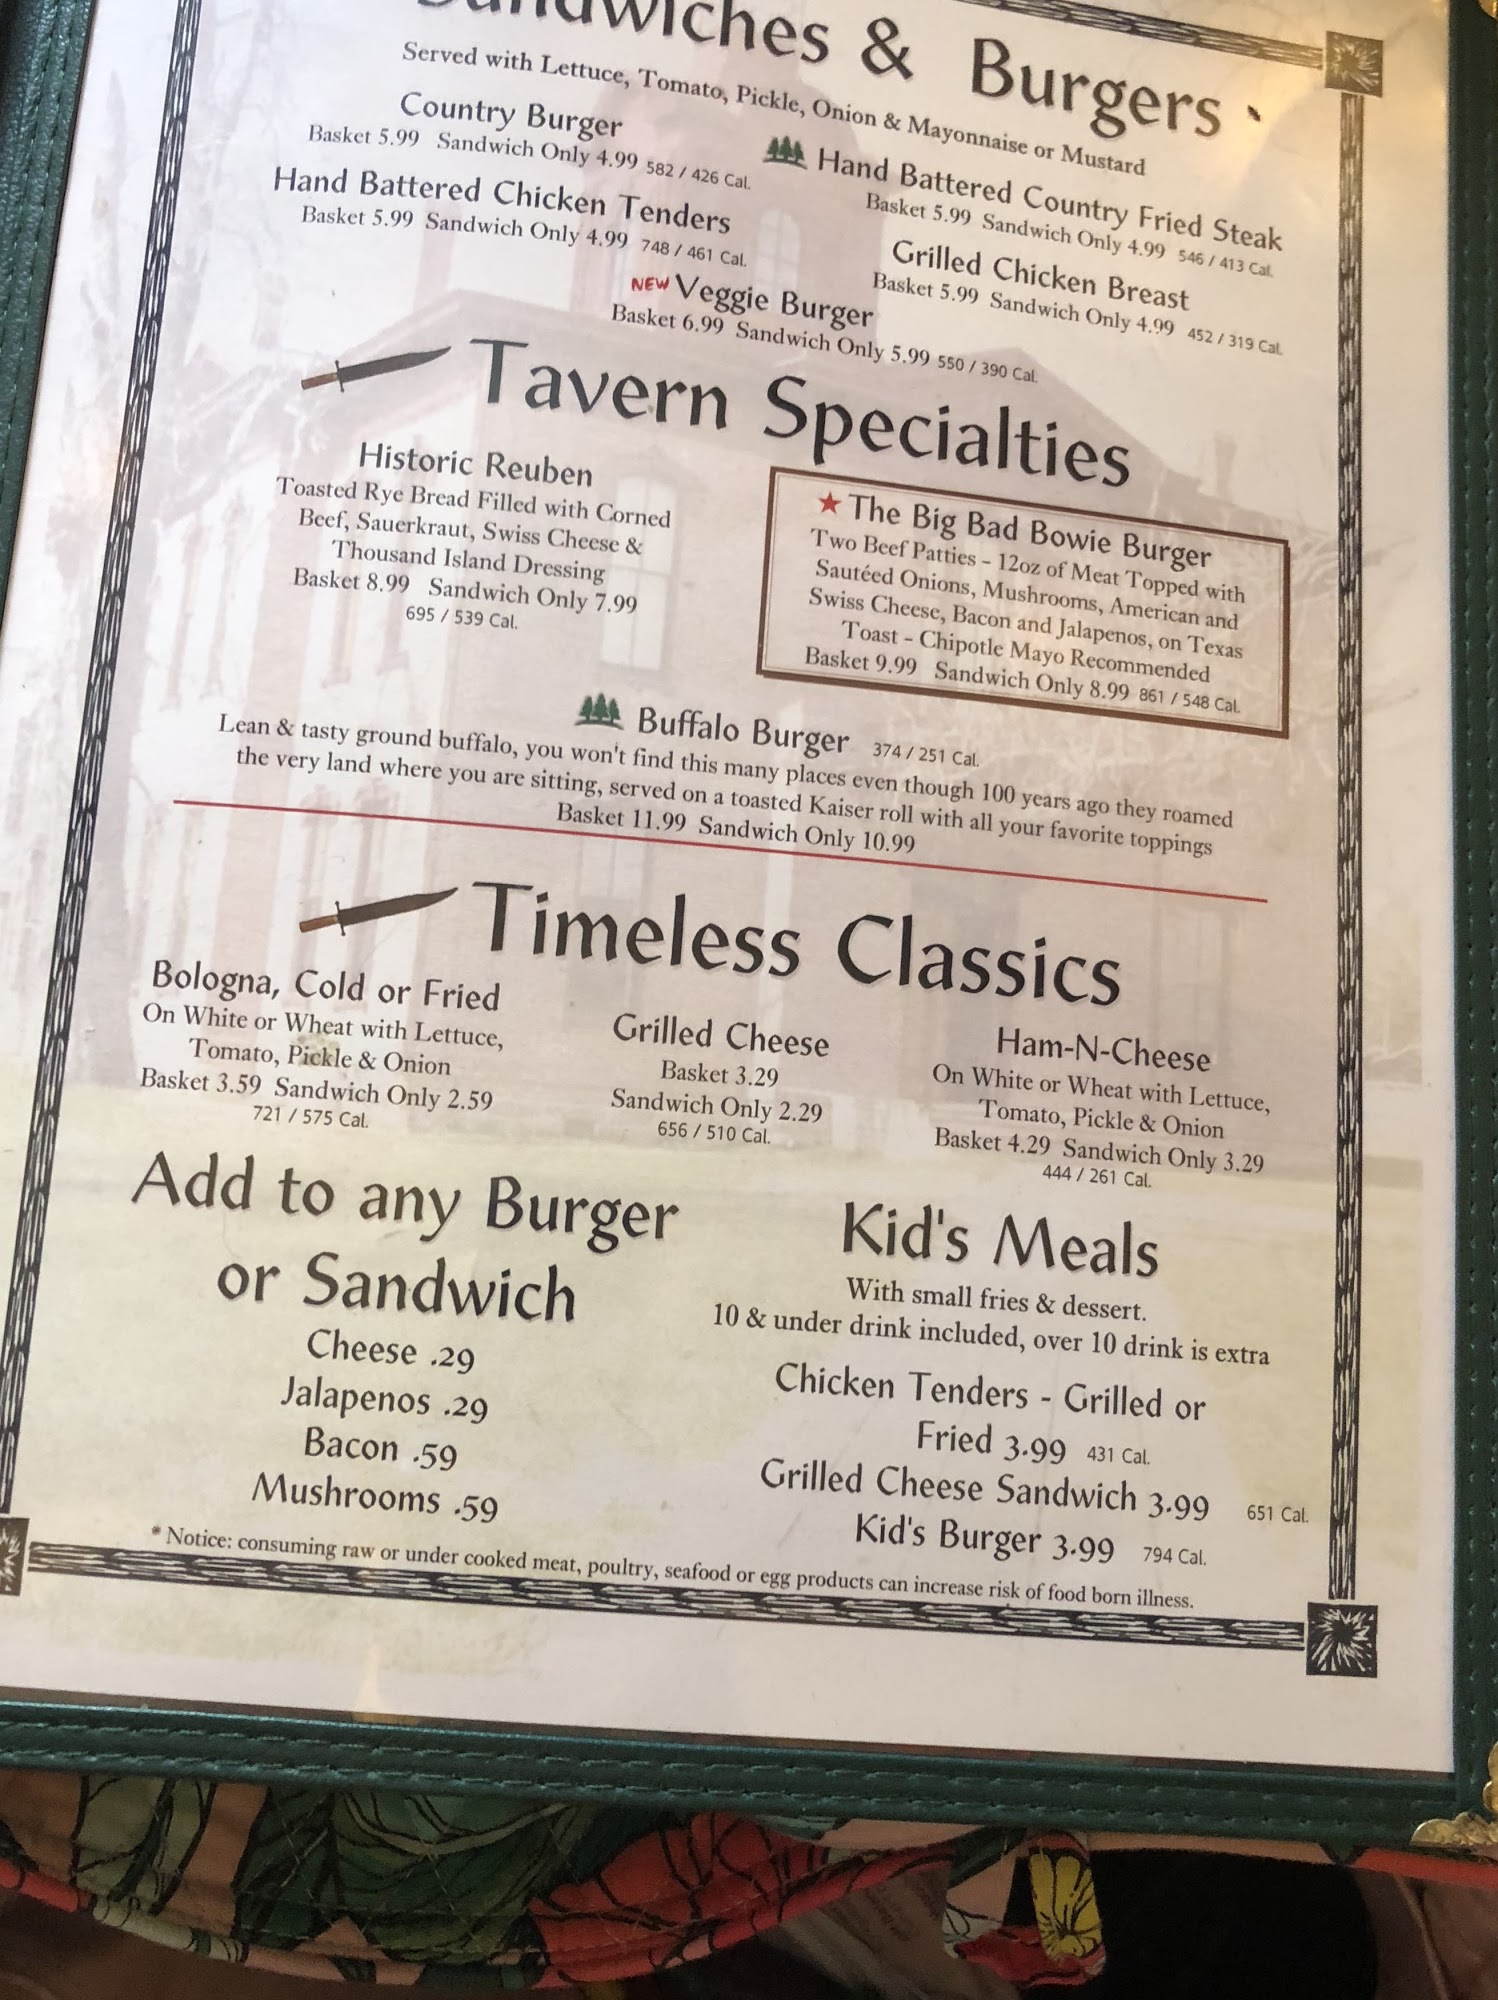 Sandwiches & Burgers *
Served with Lettuce, Tomato, Pickle, Onion & Mayonnaise or Mustard
Country Burger
Basket 5.99 Sandwich Only 4.99 582 / 426 Cal.
Hand Battered Country Fried Steak
Basket 5.99 Sandwich Only 4.99 546 / 413 Cal.
Hand Battered Chicken Tenders
Basket 5.99 Sandwich Only 4.99 748 / 461 Cal.
Grilled Chicken Breast
Basket 5.99 Sandwich Only 4.99 452 / 319 Cal.
NEW Veggie Burger
Basket 6.99 Sandwich Only 5.99 550 / 390 Cal.
Tavern Specialties
Historic Reuben
Toasted Rye Bread Filled with Corned
Beef, Sauerkraut, Swiss Cheese &
Thousand Island Dressing
Basket 8.99 Sandwich Only 7.99
695 / 539 Cal.
The Big Bad Bowie Burger
Two Beef Patties - 12oz of Meat Topped with
Sautéed Onions, Mushrooms, American and
Swiss Cheese, Bacon and Jalapenos, on Texas
Toast - Chipotle Mayo Recommended
Basket 9.99 Sandwich Only 8.99 861 / 548 Cal.
Buffalo Burger 374 / 251 Cal.
Lean & tasty ground buffalo, you won't find this many places even though 100 years ago they roamed
the very land where you are sitting, served on a toasted Kaiser roll with all your favorite toppings
Basket 11.99 Sandwich Only 10.99
Timeless Classics
Bologna, Cold or Fried
On White or Wheat with Lettuce,
Tomato, Pickle & Onion
Basket 3.59 Sandwich Only 2.59
721 / 575 Cal.
Grilled Cheese
Basket 3.29
Sandwich Only 2.29
656 / 510 Cal.
Ham-N-Cheese
On White or Wheat with Lettuce,
Tomato, Pickle & Onion
Basket 4.29 Sandwich Only 3.29
444 / 261 Cal.
Add to any Burger
or Sandwich
Cheese .29
Jalapenos .29
Bacon .59
Mushrooms .59
Kid's Meals
With small fries & dessert.
10 & under drink included, over 10 drink is extra
Chicken Tenders - Grilled or
Fried 3.99 431 Cal.
Grilled Cheese Sandwich 3.99 651 Cal.
Kid's Burger 3.99 794 Cal.
* Notice: consuming raw or under cooked meat, poultry, seafood or egg products can increase risk of food born illness.